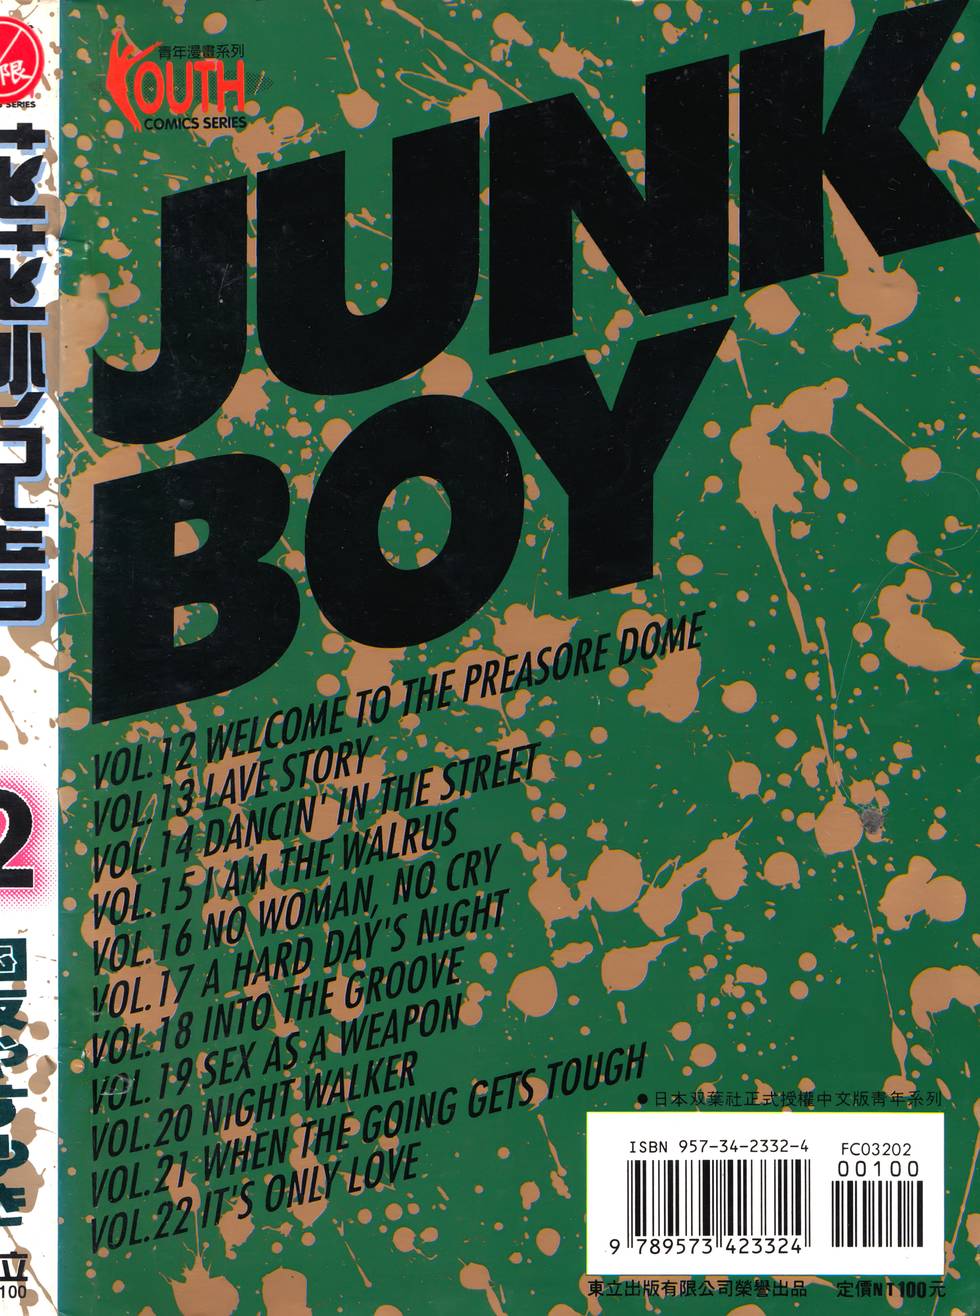 限
SERIES
2
立
100
青年漫畫系列
YOUTH
COMICS SERIES
JUNK
BOY
VOL.12 WELCOME TO THE PREASORE DOME
VOL.13 LAVE STORY
VOL.14 DANCIN' IN THE STREET
VOL.15 I AM THE WALRUS
VOL.16 NO WOMAN, NO CRY
VOL.17 A HARD DAY'S NIGHT
VOL.18 INTO THE GROOVE
VOL.19 SEX AS A WEAPON
VOL.20 NIGHT WALKER
VOL.21 WHEN THE GOING GETS TOUGH
VOL.22 IT'S ONLY LOVE
●日本双葉社正式授權中文版青年系列
ISBN 957-34-2332-4
FC03202
00100
9 789573 423324
東立出版有限公司榮譽出品 定價NT100元